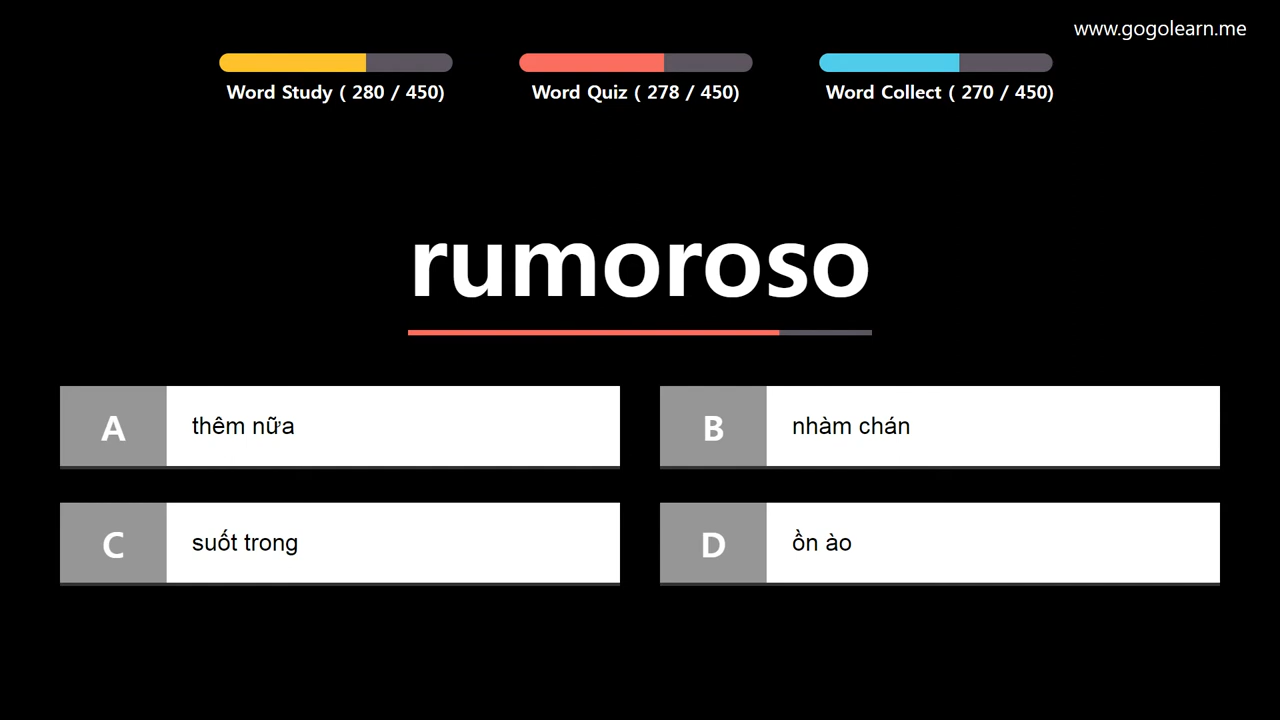 www.gogolearn.me
Word Study ( 280 / 450)
Word Quiz ( 278 / 450)
Word Collect ( 270 / 450)
rumoroso
A
thêm nữa
B
nhàm chán
C
suốt trong
D
ồn ào